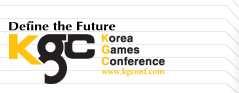 Define the Future
KGC Korea
Games
Conference
www.kgconf.com